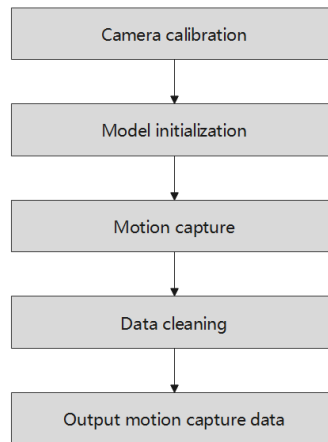 Camera calibration
Model initialization
Motion capture
Data cleaning
Output motion capture data